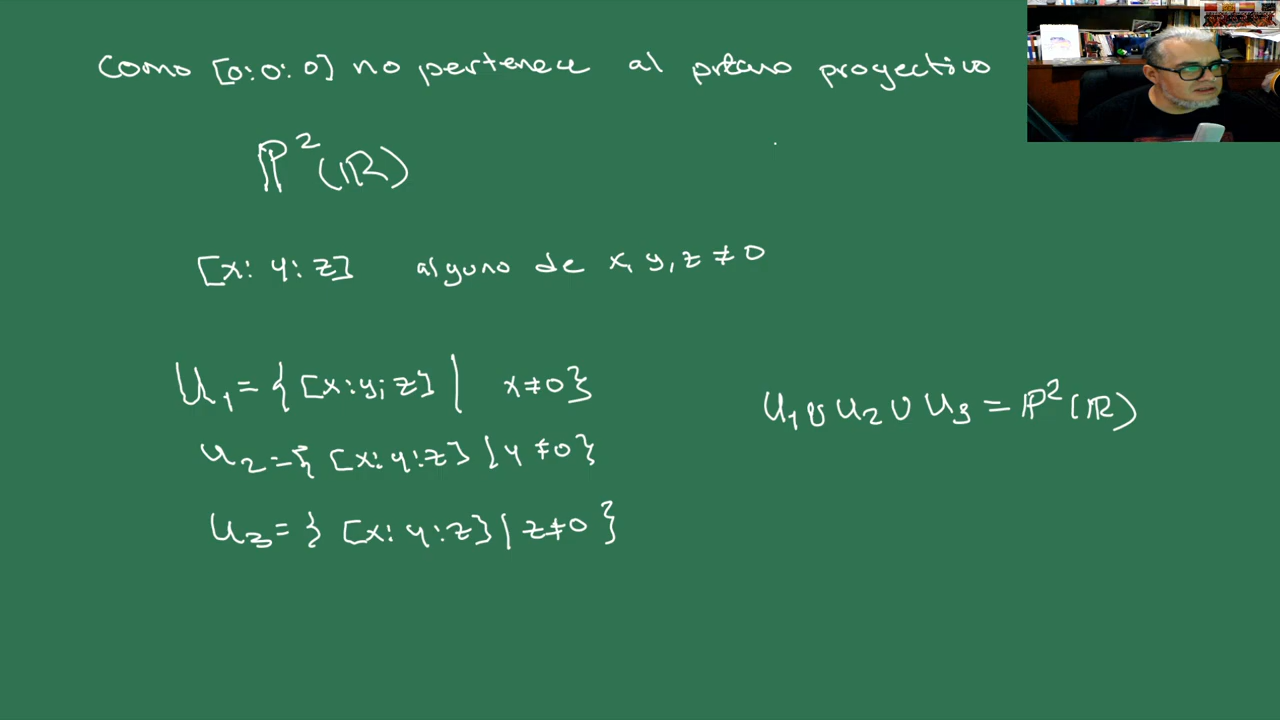 Como [0:0:0] no pertenece al plano proyectivo
ℙ²(ℝ)
[x: y: z] alguno de x, y, z ≠ 0
U₁ = { [x:y;z] | x≠0}
U₂ = { [x:y:z] | y≠0}
U₃ = { [x:y:z] | z≠0 }
U₁ ∪ U₂ ∪ U₃ = ℙ²(ℝ)